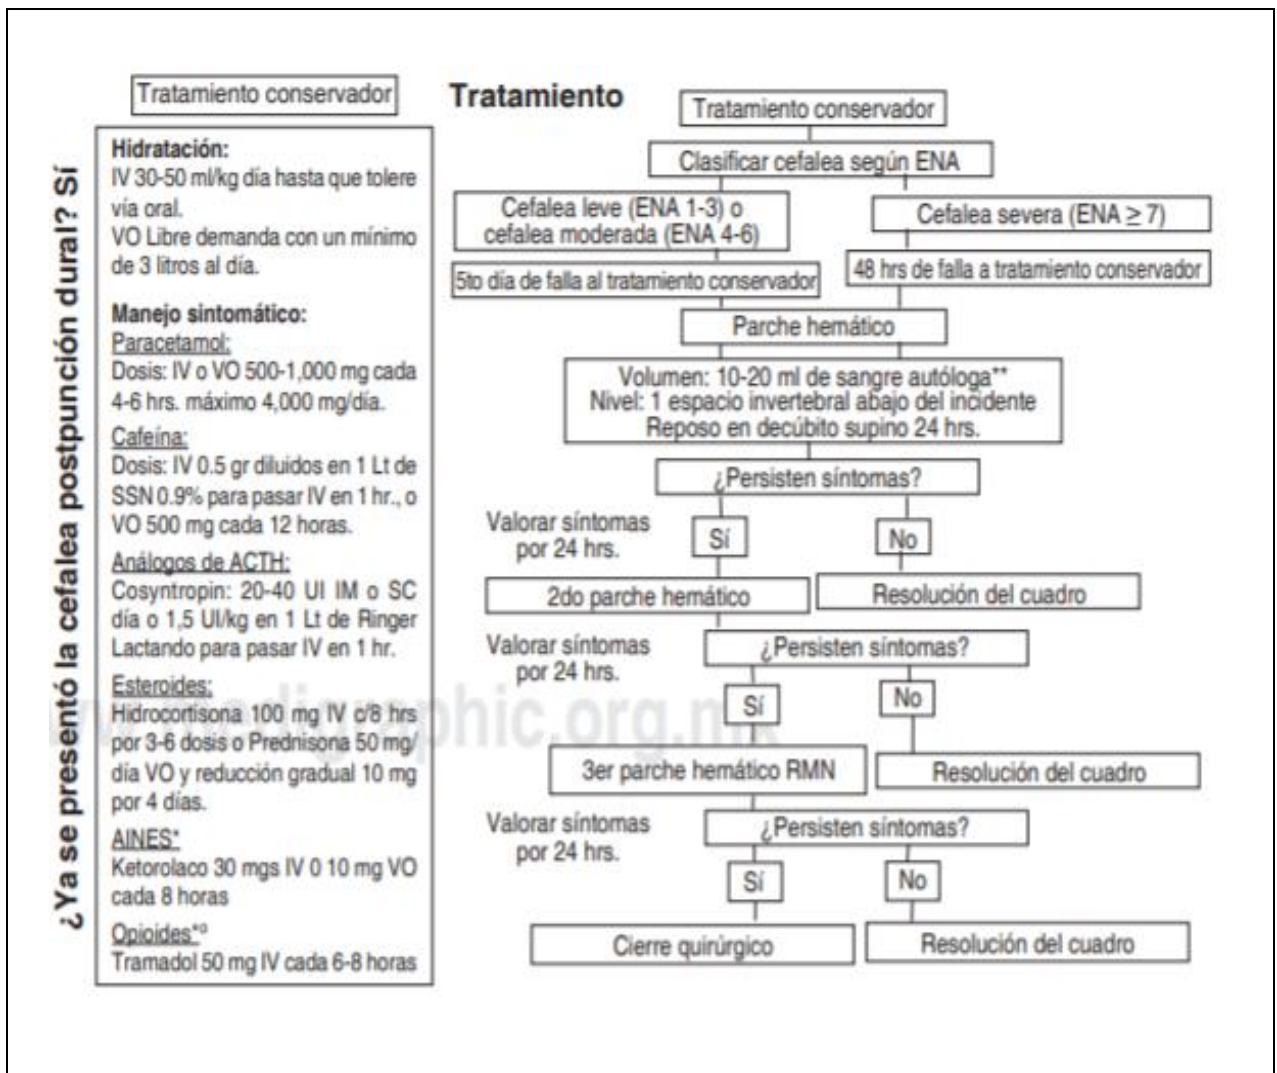 ¿Ya se presentó la cefalea postpunción dural? Sí
Tratamiento conservador
Hidratación:
IV 30-50 ml/kg día hasta que tolere
vía oral.
VO Libre demanda con un mínimo
de 3 litros al día.
Manejo sintomático:
Paracetamol:
Dosis: IV o VO 500-1,000 mg cada
4-6 hrs. máximo 4,000 mg/día.
Cafeína:
Dosis: IV 0.5 gr diluidos en 1 Lt de
SSN 0.9% para pasar IV en 1 hr., o
VO 500 mg cada 12 horas.
Análogos de ACTH:
Cosyntropin: 20-40 UI IM o SC
día o 1,5 UI/kg en 1 Lt de Ringer
Lactando para pasar IV en 1 hr.
Esteroides:
Hidrocortisona 100 mg IV c/8 hrs
por 3-6 dosis o Prednisona 50 mg/
día VO y reducción gradual 10 mg
por 4 días.
AINES*
Ketorolaco 30 mgs IV 0 10 mg VO
cada 8 horas
Opioides*º
Tramadol 50 mg IV cada 6-8 horas
Tratamiento
Tratamiento conservador
Clasificar cefalea según ENA
Cefalea leve (ENA 1-3) o
cefalea moderada (ENA 4-6)
Cefalea severa (ENA ≥ 7)
5to día de falla al tratamiento conservador
48 hrs de falla a tratamiento conservador
Parche hemático
Volumen: 10-20 ml de sangre autóloga**
Nivel: 1 espacio invertebral abajo del incidente
Reposo en decúbito supino 24 hrs.
¿Persisten síntomas?
Valorar síntomas
por 24 hrs.
Sí
No
2do parche hemático
Resolución del cuadro
Valorar síntomas
por 24 hrs.
¿Persisten síntomas?
Sí
No
3er parche hemático RMN
Resolución del cuadro
Valorar síntomas
por 24 hrs.
¿Persisten síntomas?
Sí
No
Cierre quirúrgico
Resolución del cuadro